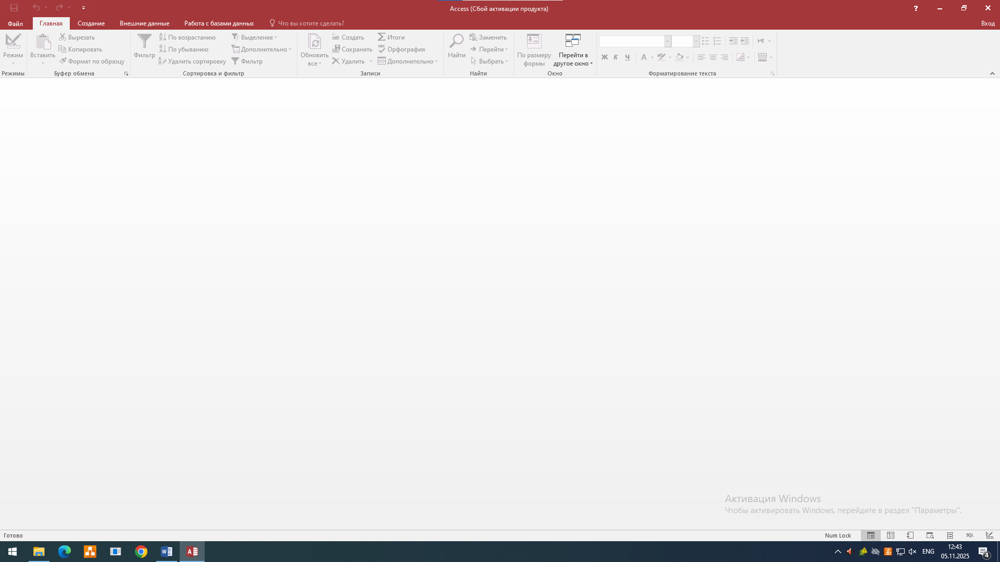 Access (Сбой активации продукта)
Файл Главная Создание Внешние данные Работа с базами данных Что вы хотите сделать? Вход
Режим
Режимы
Вставить
Вырезать
Копировать
Формат по образцу
Буфер обмена
Фильтр
По возрастанию
По убыванию
Удалить сортировку
Выделение
Дополнительно
Фильтр
Сортировка и фильтр
Обновить
все
Создать
Сохранить
Удалить
Итоги
Орфография
Дополнительно
Записи
Найти
Заменить
Перейти
Выбрать
Найти
По размеру
формы
Перейти в
другое окно
Окно
Ж К Ч А
Форматирование текста
Активация Windows
Чтобы активировать Windows, перейдите в раздел "Параметры".
Готово
Num Lock
SQL
ENG
12:43
05.11.2025
4